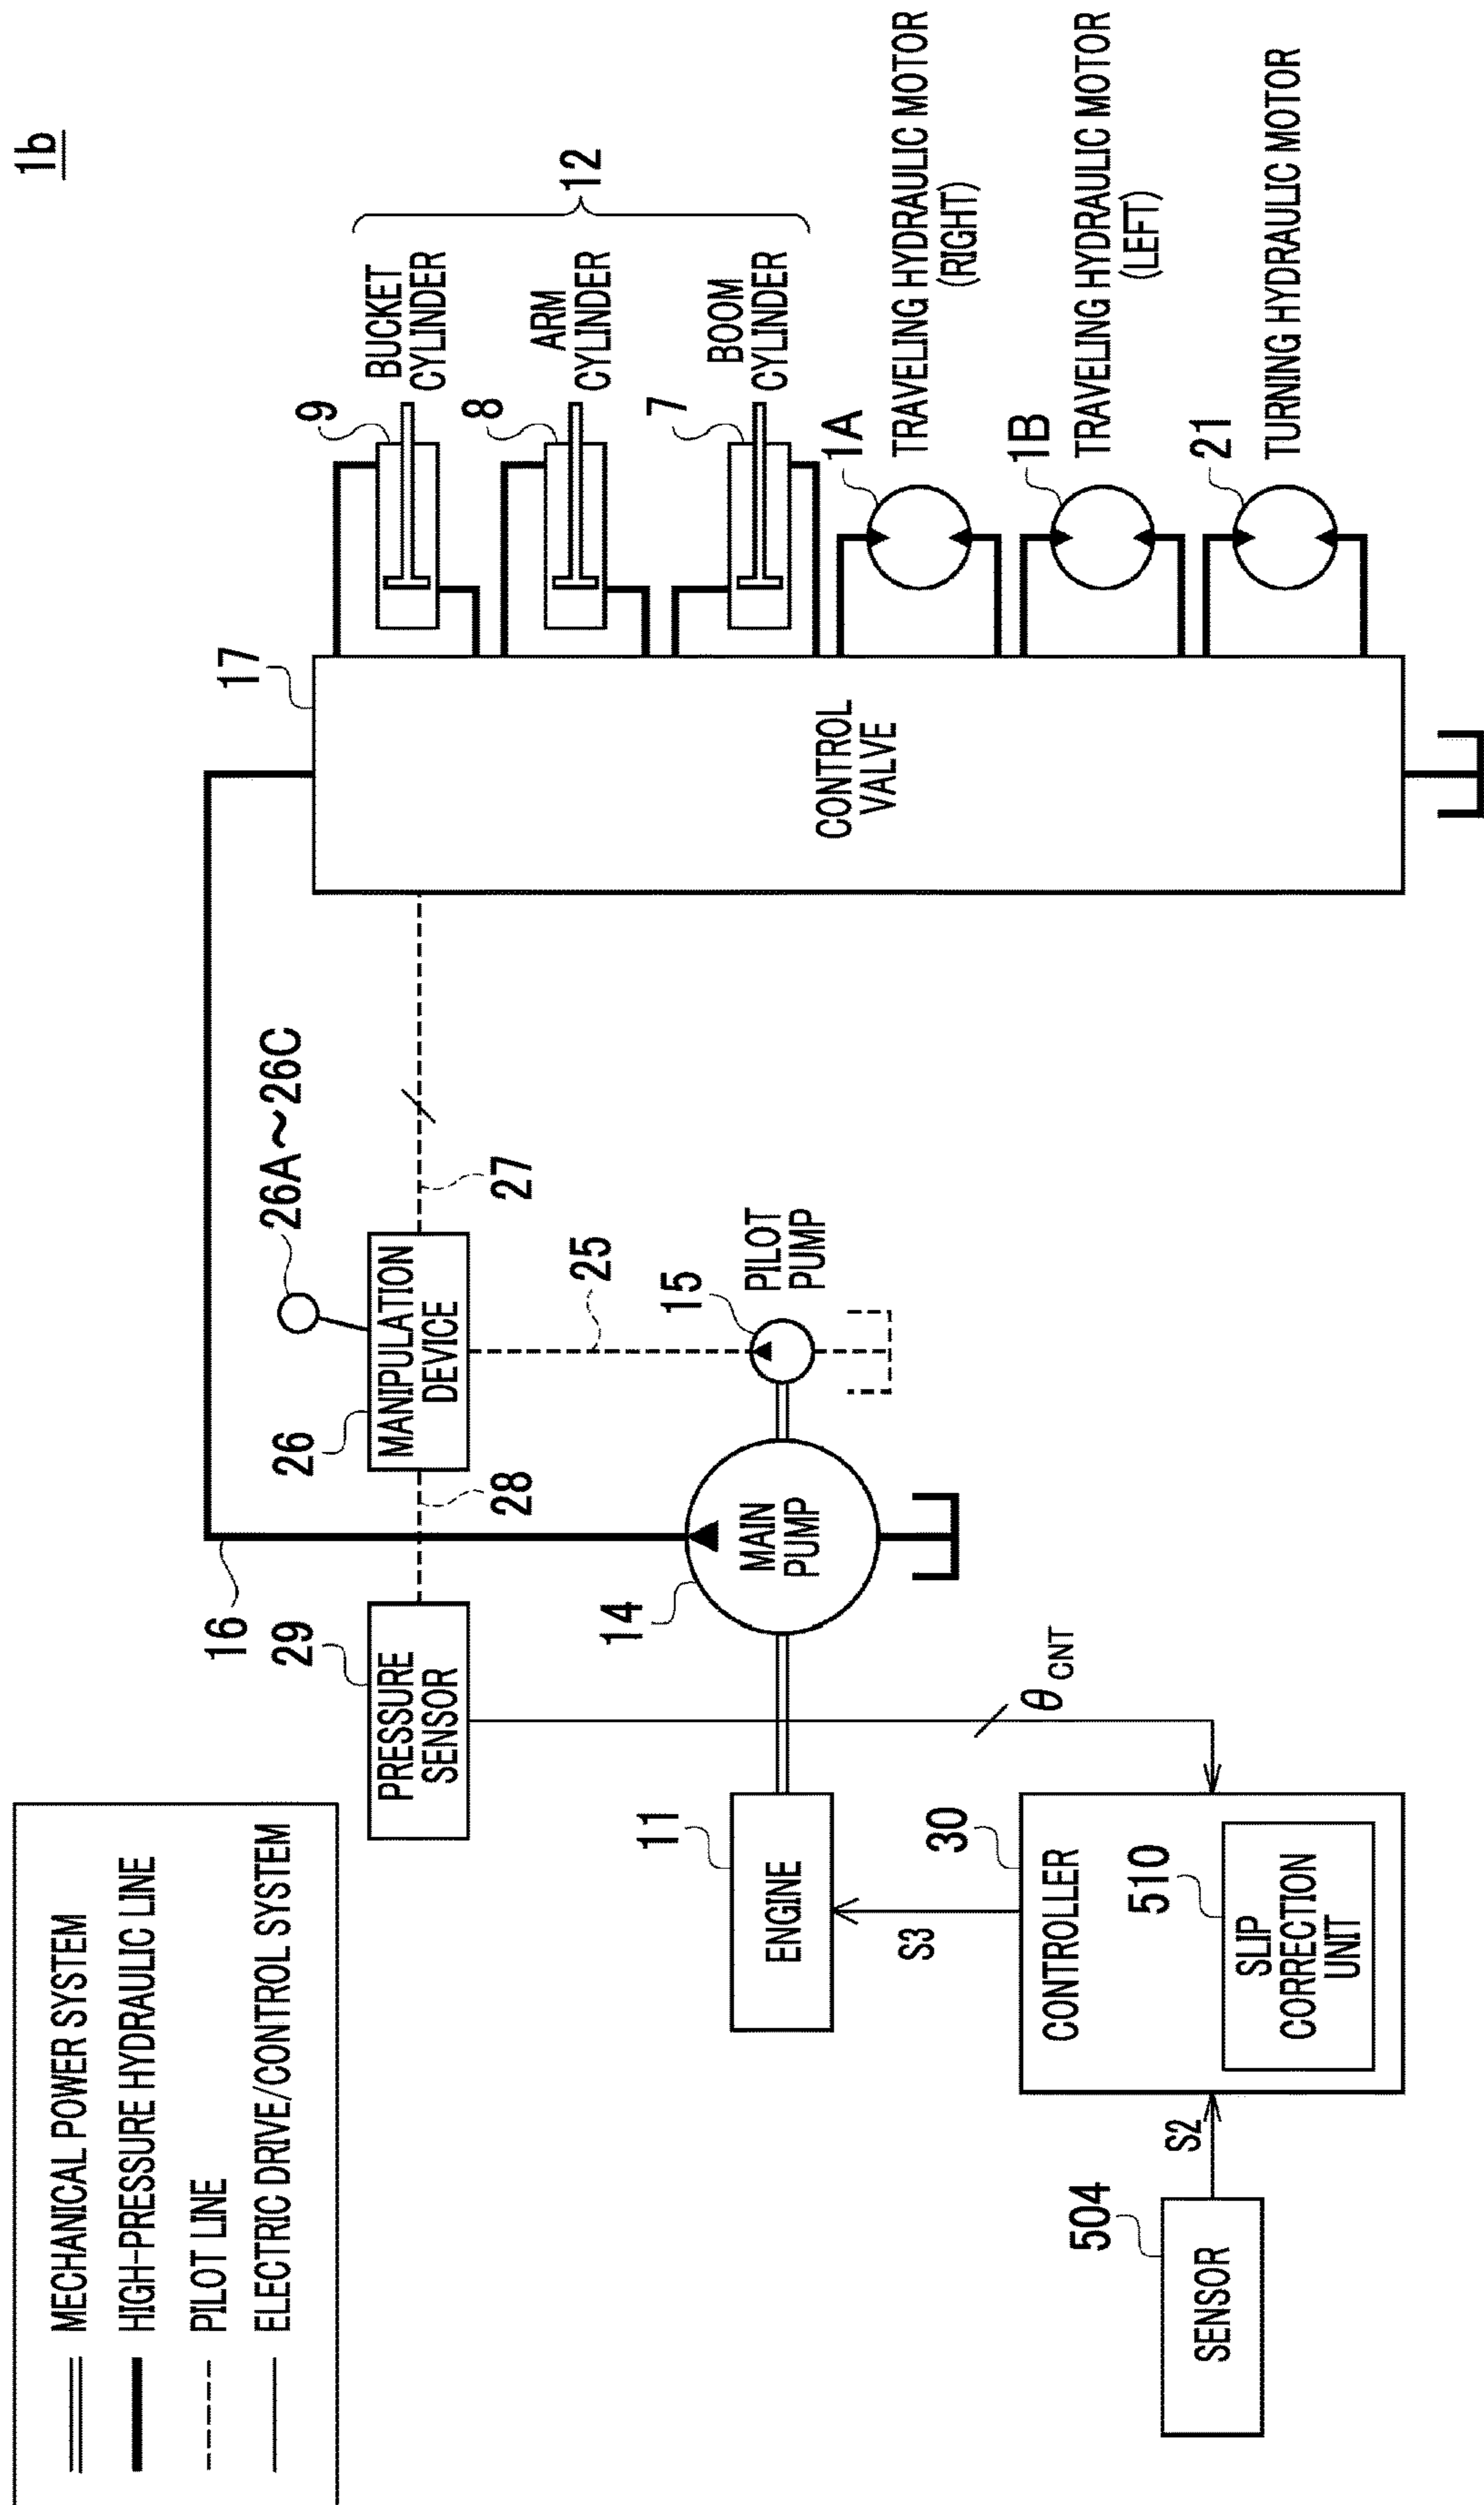 1b
MECHANICAL POWER SYSTEM
HIGH-PRESSURE HYDRAULIC LINE
PILOT LINE
ELECTRIC DRIVE/CONTROL SYSTEM
16
29
PRESSURE
SENSOR
28
26
MANIPULATION
DEVICE
26A~26C
27
25
15
PILOT
PUMP
14
MAIN
PUMP
11
ENGINE
S3
θCNT
30
CONTROLLER
510
SLIP
CORRECTION
UNIT
S2
504
SENSOR
17
CONTROL
VALVE
9
BUCKET
CYLINDER
8
ARM
CYLINDER
7
BOOM
CYLINDER
12
1A
TRAVELING HYDRAULIC MOTOR
(RIGHT)
1B
TRAVELING HYDRAULIC MOTOR
(LEFT)
21
TURNING HYDRAULIC MOTOR